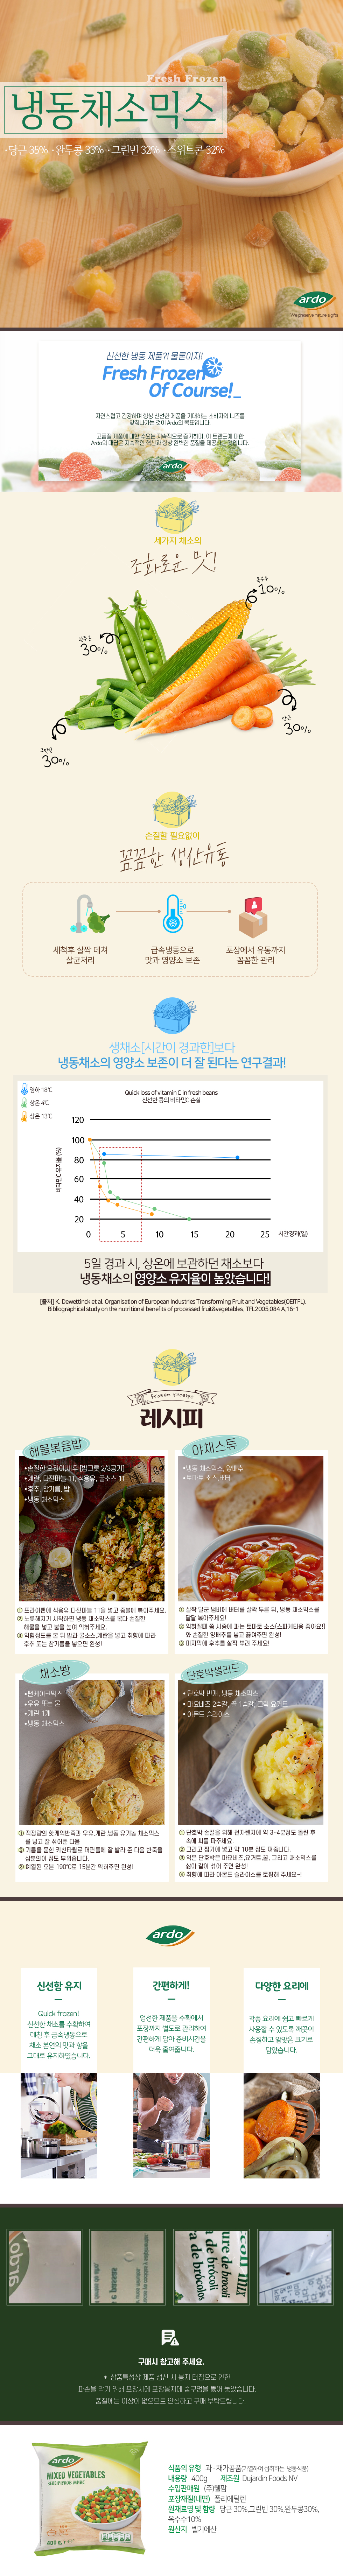 Fresh Frozen
냉동채소믹스
·당근 35% ·완두콩 33% ·그린빈 32% ·스위트콘 32%
ardo
신선한 냉동 제품?! 물론이지!
Fresh Frozen
Of Course!_
자연스럽고 건강하며 항상 신선한 제품을 기대하는 소비자의 니즈를
맞춰나가는 것이 Ardo의 목표입니다.
고품질 제품에 대한 수요는 지속적으로 증가하며, 이 트렌드에 대한
ardo
세가지 채소의
조화로운 맛!
옥수수
10%
완두콩
30%
당근
30%
그린빈
30%
손질할 필요없이
꼼꼼한 생산유통
세척후 살짝 데쳐
살균처리
급속냉동으로
맛과 영양소 보존
포장에서 유통까지
꼼꼼한 관리
생채소[시간이 경과한]보다
냉동채소의 영양소 보존이 더 잘 된다는 연구결과!
영하 18℃
상온 4℃
상온 13℃
Quick loss of vitamin C in fresh beans
신선한 콩의 비타민C 손실
비타민C 유지율 (%)
120
100
80
60
40
20
0 5 10 15 20 25 시간경과(일)
5일 경과 시, 상온에 보관하던 채소보다
냉동채소의 영양소 유지율이 높았습니다!
[출처] K. Dewettinck et al. Organisation of European Industries Transforming Fruit and Vegetables(OEITFL).
Bibliographical study on the nutritional benefits of processed fruit&vegetables. TFL2005.084 A,16-1
frozen receipe
레시피
해물볶음밥
•손질한 오징어,새우 [밥그릇 2/3공기]
•계란, 다진마늘 1T, 식용유, 굴소스 1T
•후추, 참기름, 밥
•냉동 채소믹스
① 프라이팬에 식용유,다진마늘 1T을 넣고 중불에 볶아주세요.
② 노릇해지기 시작하면 냉동 채소믹스를 볶다 손질한
해물을 넣고 불을 높여 익혀주세요.
③ 익힘정도를 본 뒤 밥과 굴소스,계란을 넣고 취향에 따라
후추 또는 참기름을 넣으면 완성!
야채스튜
•냉동 채소믹스, 양배추
•토마토 소스,버터
① 살짝 달군 냄비에 버터를 살짝 두른 뒤, 냉동 채소믹스를
달달 볶아주세요!
② 익혀질때 쯤 시중에 파는 토마토 소스(스파게티용 좋아요!)
와 손질한 양배추를 넣고 끓여주면 완성!
③ 마지막에 후추를 살짝 뿌려 주세요!
채소빵
•팬케이크믹스
•우유 또는 물
•계란 1개
•냉동 채소믹스
① 적정량의 핫케익반죽과 우유,계란,냉동 유기농 채소믹스
를 넣고 잘 섞어준 다음
② 기름을 묻힌 키친타월로 머핀틀에 잘 발라 준 다음 반죽을
삼분의이 정도 부워줍니다.
③ 예열된 오븐 190℃로 15분간 익혀주면 완성!
단호박샐러드
•단호박 반개, 냉동 채소믹스
•마요네즈 2숟갈, 꿀 1숟갈, 그릭 요거트
•아몬드 슬라이스
① 단호박 손질을 위해 전자렌지에 약 3~4분정도 돌린 후
속에 씨를 파주세요.
② 그리고 찜기에 넣고 약 10분 정도 쪄줍니다.
③ 익은 단호박은 마요네즈,요거트,꿀, 그리고 채소믹스를
삶아 같이 섞어 주면 완성!
④ 취향에 따라 아몬드 슬라이스를 토핑해 주세요~!
ardo
신선함 유지
Quick frozen!
신선한 채소를 수확하여
데친 후 급속냉동으로
채소 본연의 맛과 향을
그대로 유지하였습니다.
간편하게!
엄선한 제품을 수확에서
포장까지 별도로 관리하여
간편하게 담아 준비시간을
더욱 줄여줍니다.
다양한 요리에
각종 요리에 쉽고 빠르게
사용할 수 있도록 깨끗이
손질하고 알맞은 크기로
담았습니다.
구매시 참고해 주세요.
* 상품특성상 제품 생산 시 봉지 터짐으로 인한
파손을 막기 위해 포장시에 포장봉지에 숨구멍을 뚫어 놓았습니다.
품질에는 이상이 없으므로 안심하고 구매 부탁드립니다.
ardo
MIXED VEGETABLES
400g
식품의 유형 과·채가공품(가열하여 섭취하는 냉동식품)
내용량 400g 제조원 Dujardin Foods NV
수입판매원 (주)웰팜
포장재질(내면) 폴리에틸렌
원재료명 및 함량 당근 30%,그린빈 30%,완두콩30%,
옥수수10%
원산지 벨기에산